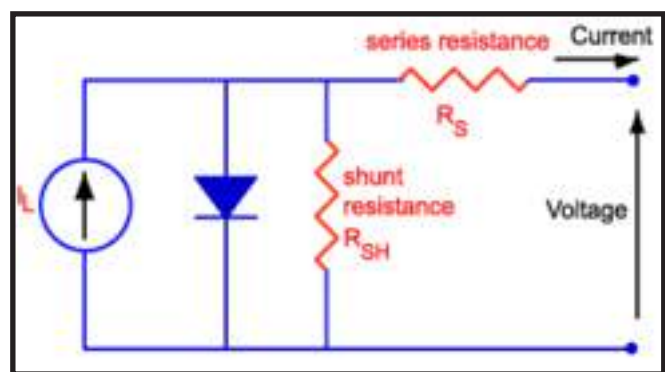 series resistance
Current
R_S
I_L
shunt
resistance
R_SH
Voltage